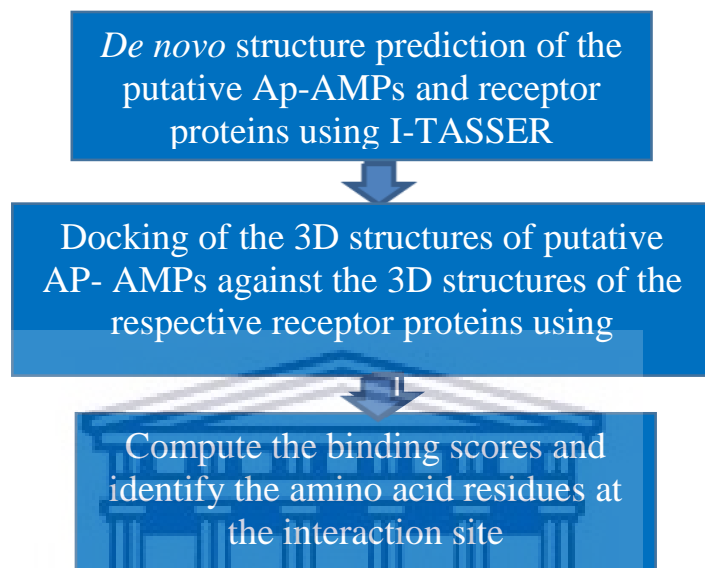 De novo structure prediction of the
putative Ap-AMPs and receptor
proteins using I-TASSER
Docking of the 3D structures of putative
AP- AMPs against the 3D structures of the
respective receptor proteins using
Compute the binding scores and
identify the amino acid residues at
the interaction site